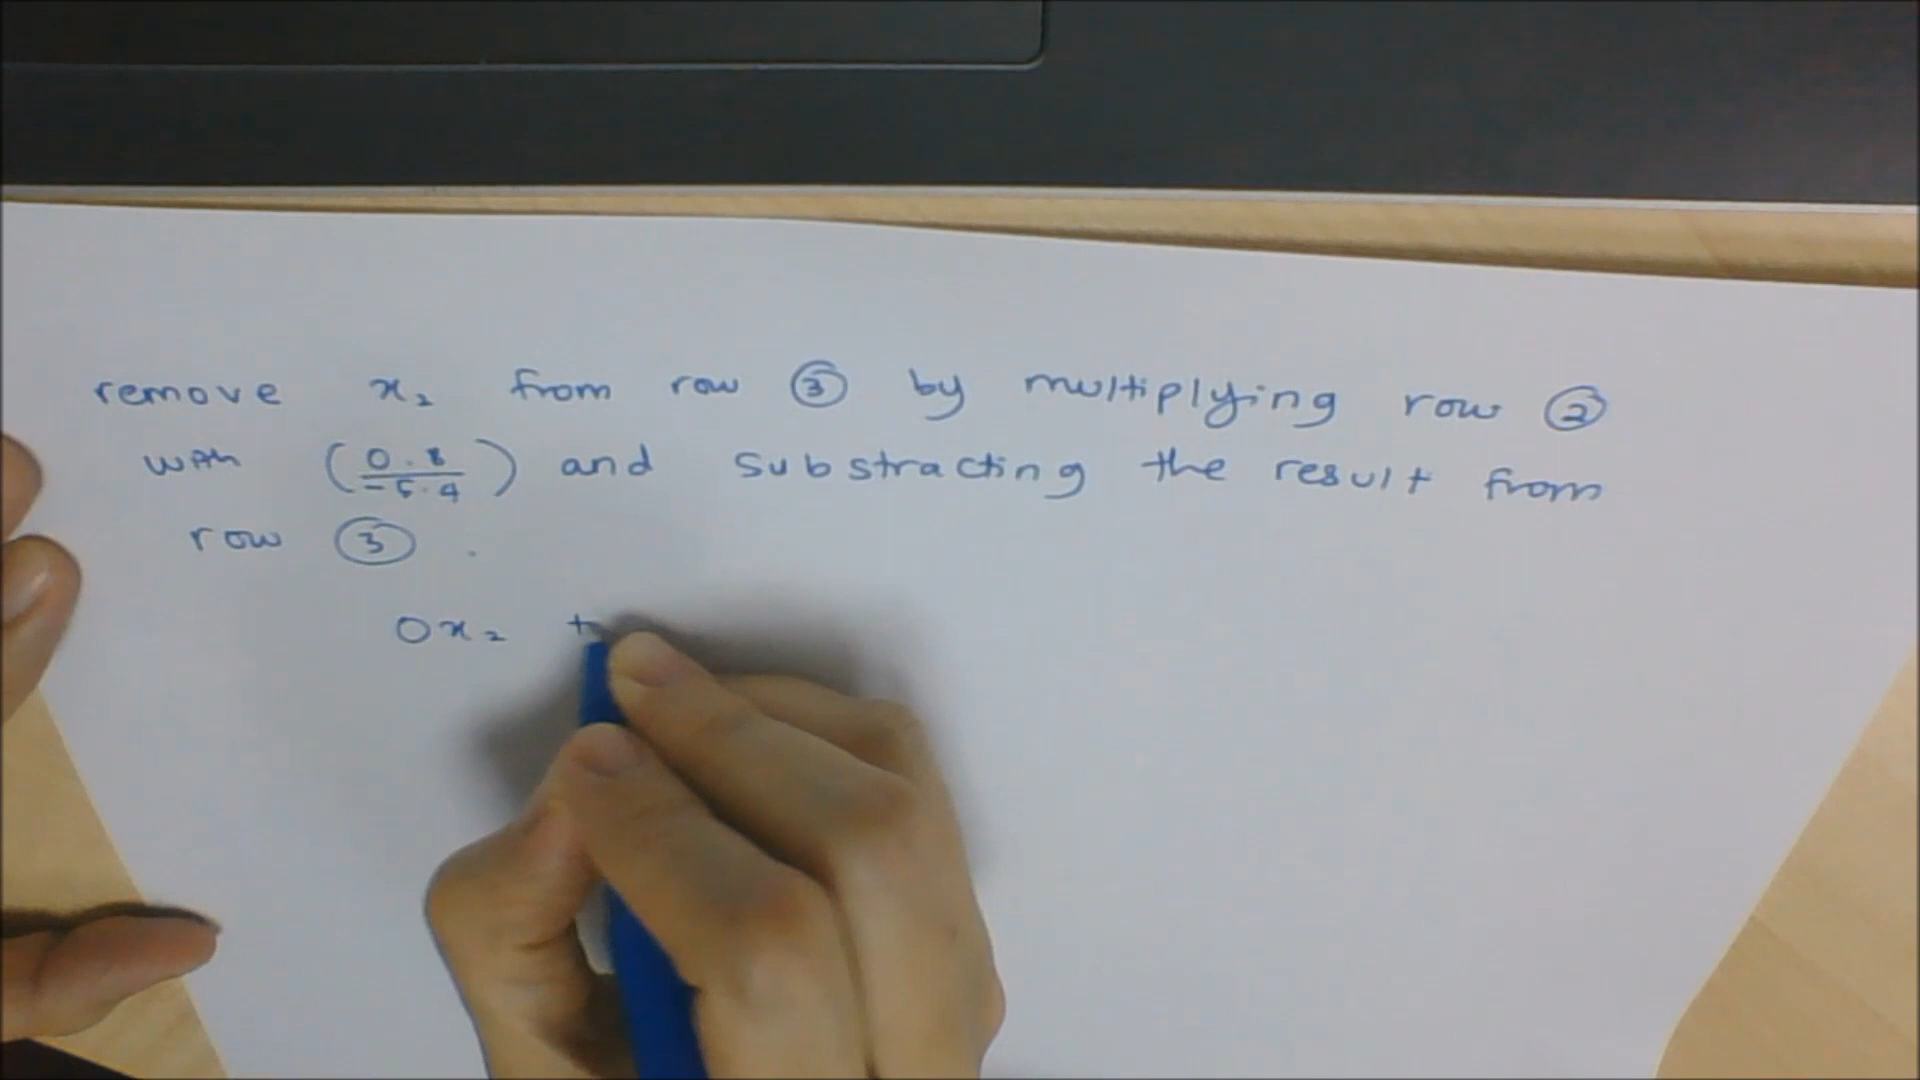 remove x₂ from row ③ by multiplying row ②
with (0.8/-5.4) and substracting the result from
row ③ .
0x₂ +